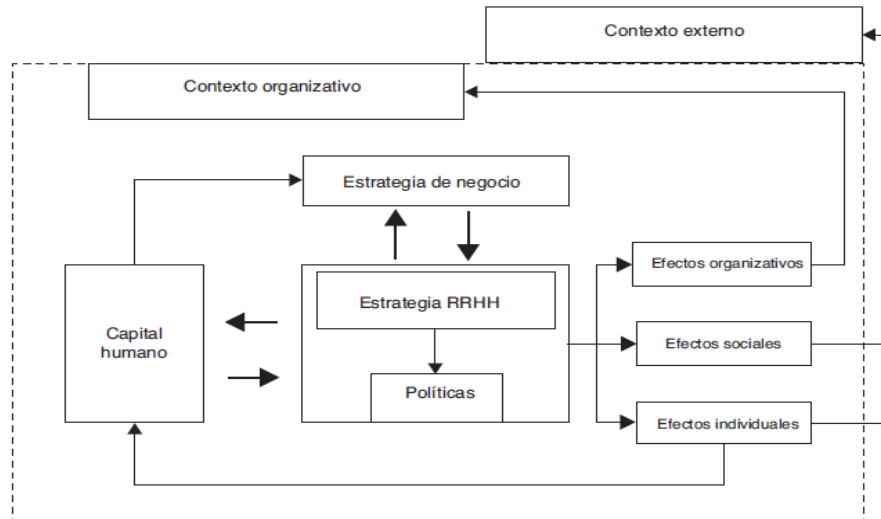 Contexto externo
Contexto organizativo
Estrategia de negocio
Efectos organizativos
Estrategia RRHH
Capital
humano
Efectos sociales
Políticas
Efectos individuales